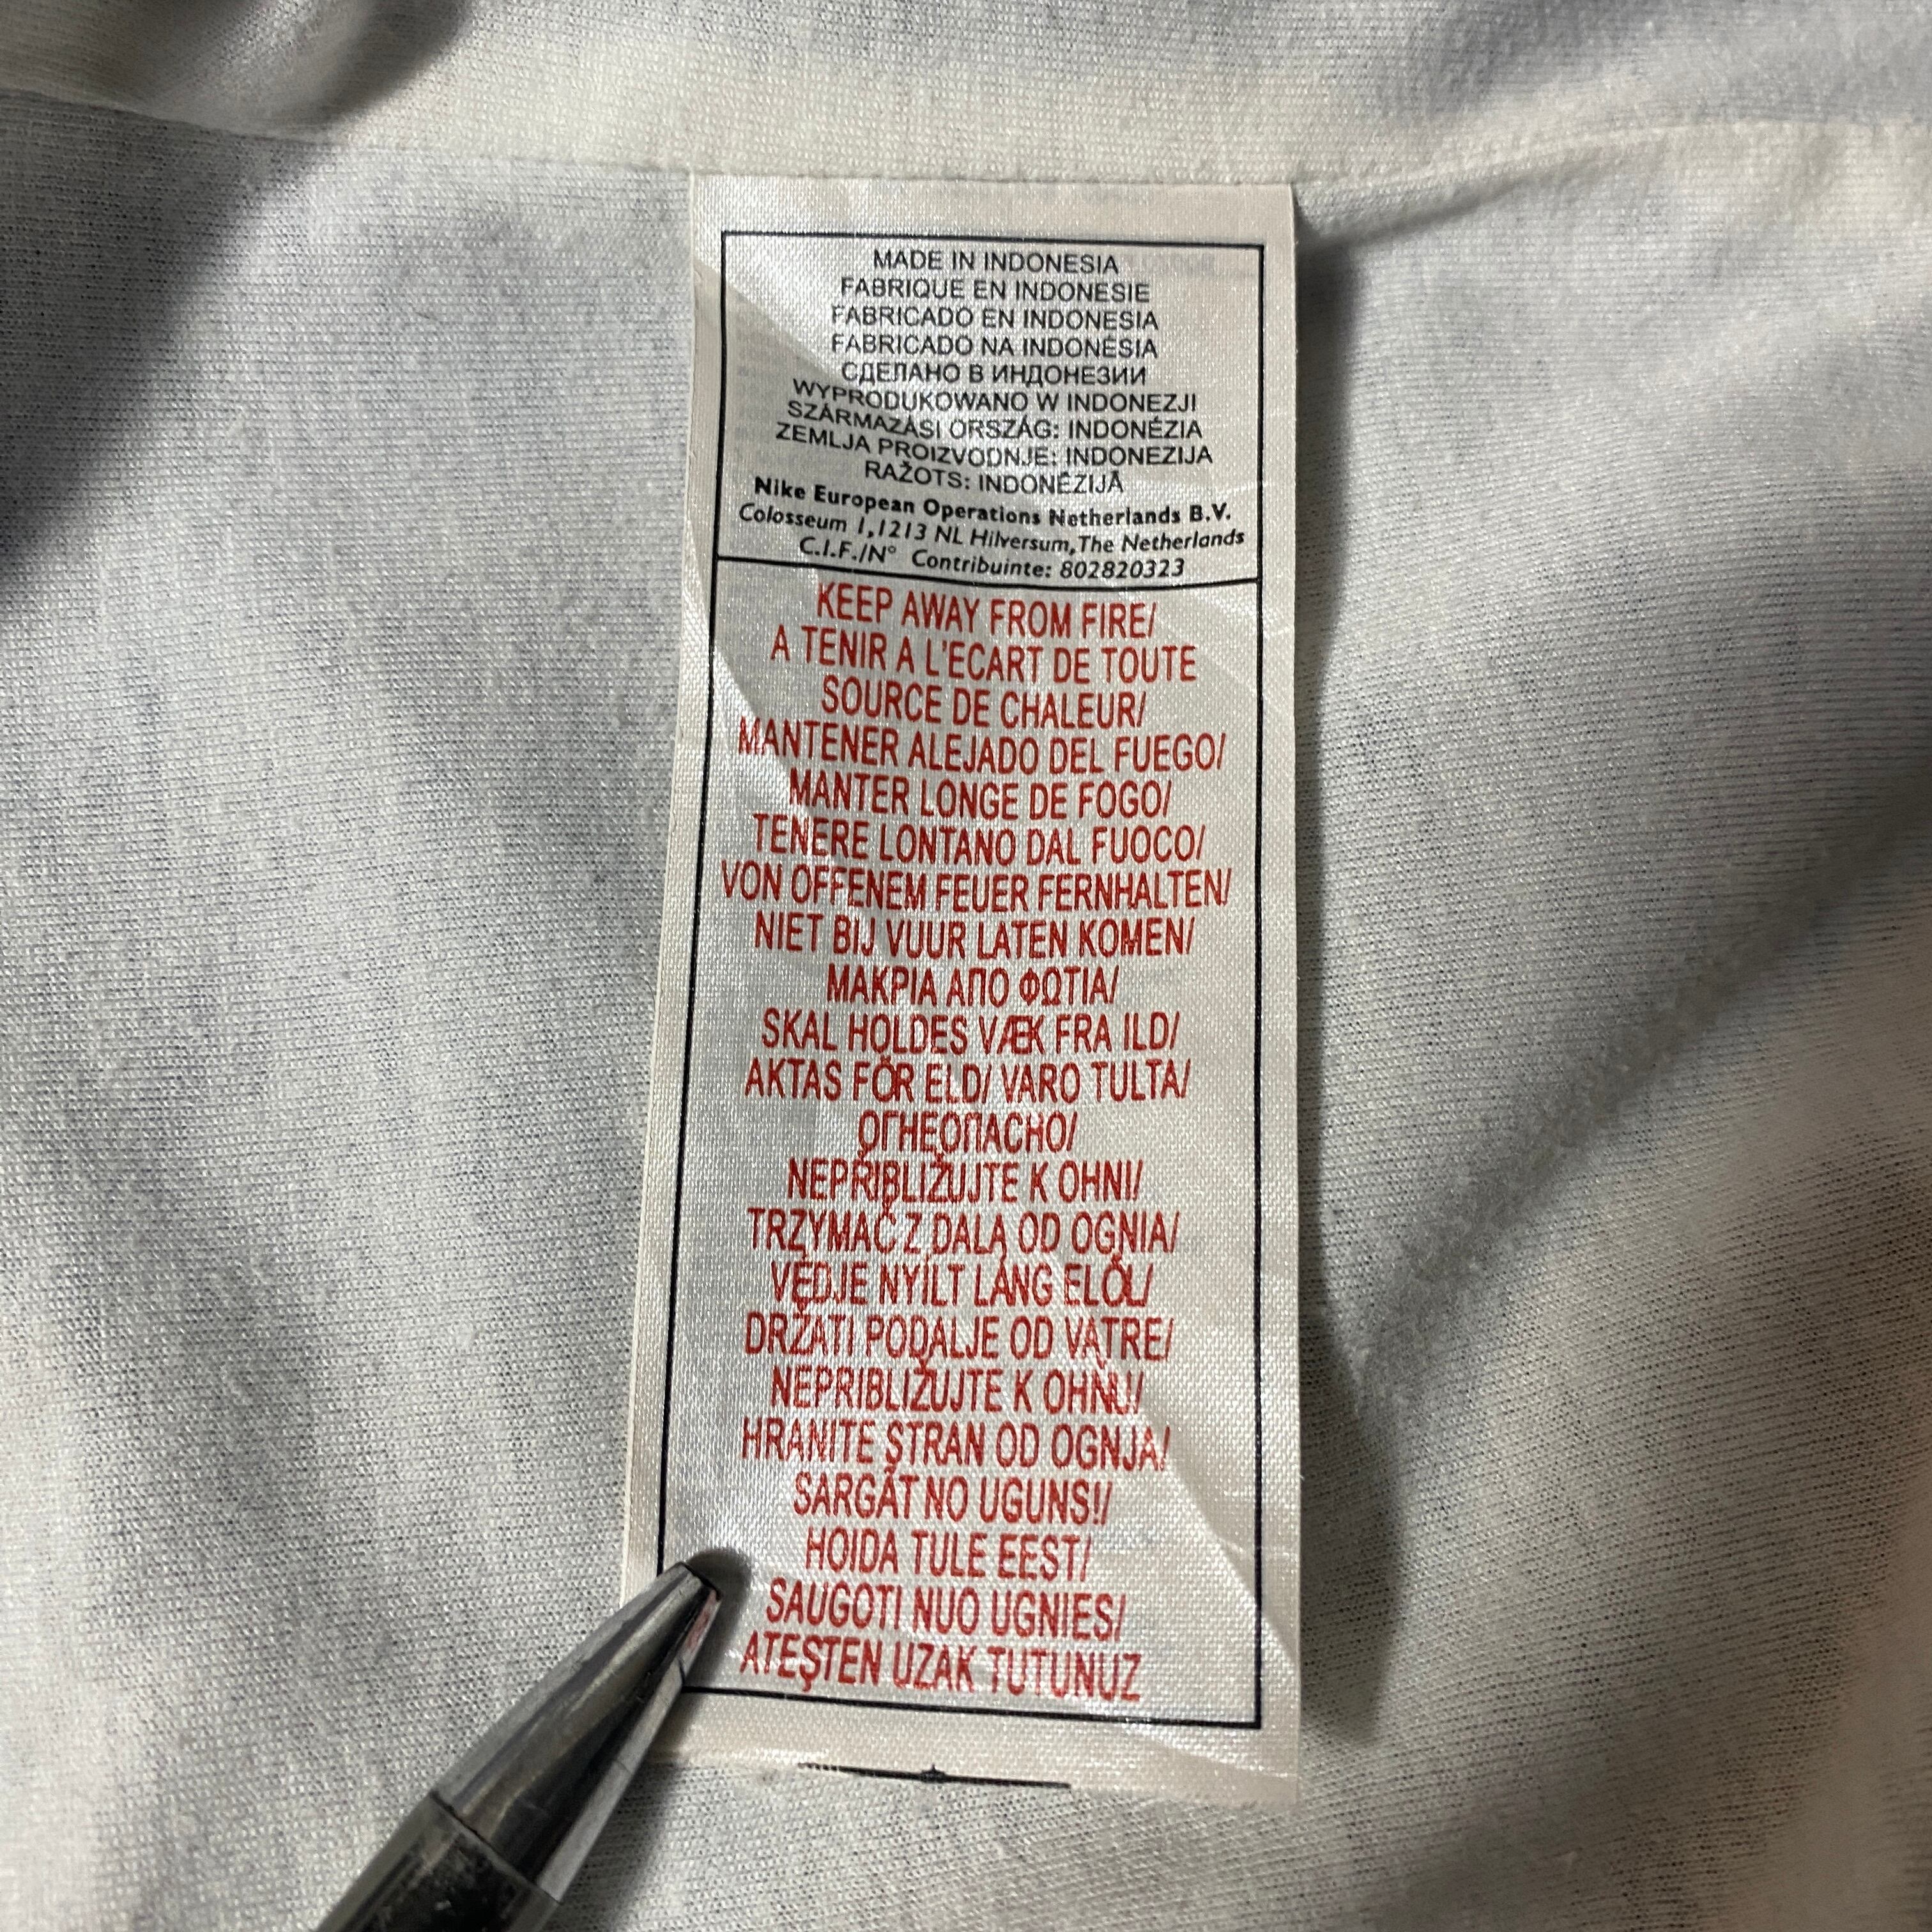 MADE IN INDONESIA
FABRIQUE EN INDONESIE
FABRICADO EN INDONESIA
FABRICADO NA INDONÉSIA
СДЕЛАНО В ИНДОНЕЗИИ
WYPRODUKOWANO W INDONEZJI
SZÁRMAZÁSI ORSZÁG: INDONÉZIA
ZEMLJA PROIZVODNJE: INDONEZIJA
RAŽOTS: INDONĒZIJĀ
Nike European Operations Netherlands B.V.
Colosseum 1,1213 NL Hilversum,The Netherlands
C.I.F./N° Contribuinte: 802820323
KEEP AWAY FROM FIRE/
A TENIR A L'ECART DE TOUTE
SOURCE DE CHALEUR/
MANTENER ALEJADO DEL FUEGO/
MANTER LONGE DE FOGO/
TENERE LONTANO DAL FUOCO/
VON OFFENEM FEUER FERNHALTEN/
NIET BIJ VUUR LATEN KOMEN/
ΜΑΚΡΙΑ ΑΠΟ ΦΩΤΙΑ/
SKAL HOLDES VÆK FRA ILD/
AKTAS FÖR ELD/ VARO TULTA/
ОГНЕОПАСНО/
NEPŘIBLIŽUJTE K OHNI/
TRZYMAĆ Z DALA OD OGNIA/
VÉDJE NYÍLT LÁNG ELŐL/
DRŽATI PODALJE OD VATRE/
NEPRIBLIŽUJTE K OHNU/
HRANITE STRAN OD OGNJA/
SARGĀT NO UGUNS!/
HOIDA TULE EEST/
SAUGOTI NUO UGNIES/
ATEŞTEN UZAK TUTUNUZ